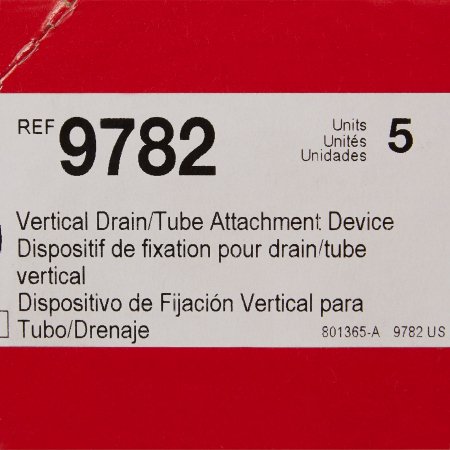 REF 9782
Units
Unités
Unidades
5
Vertical Drain/Tube Attachment Device
Dispositif de fixation pour drain/tube
vertical
Dispositivo de Fijación Vertical para
Tubo/Drenaje
801365-A 9782 US